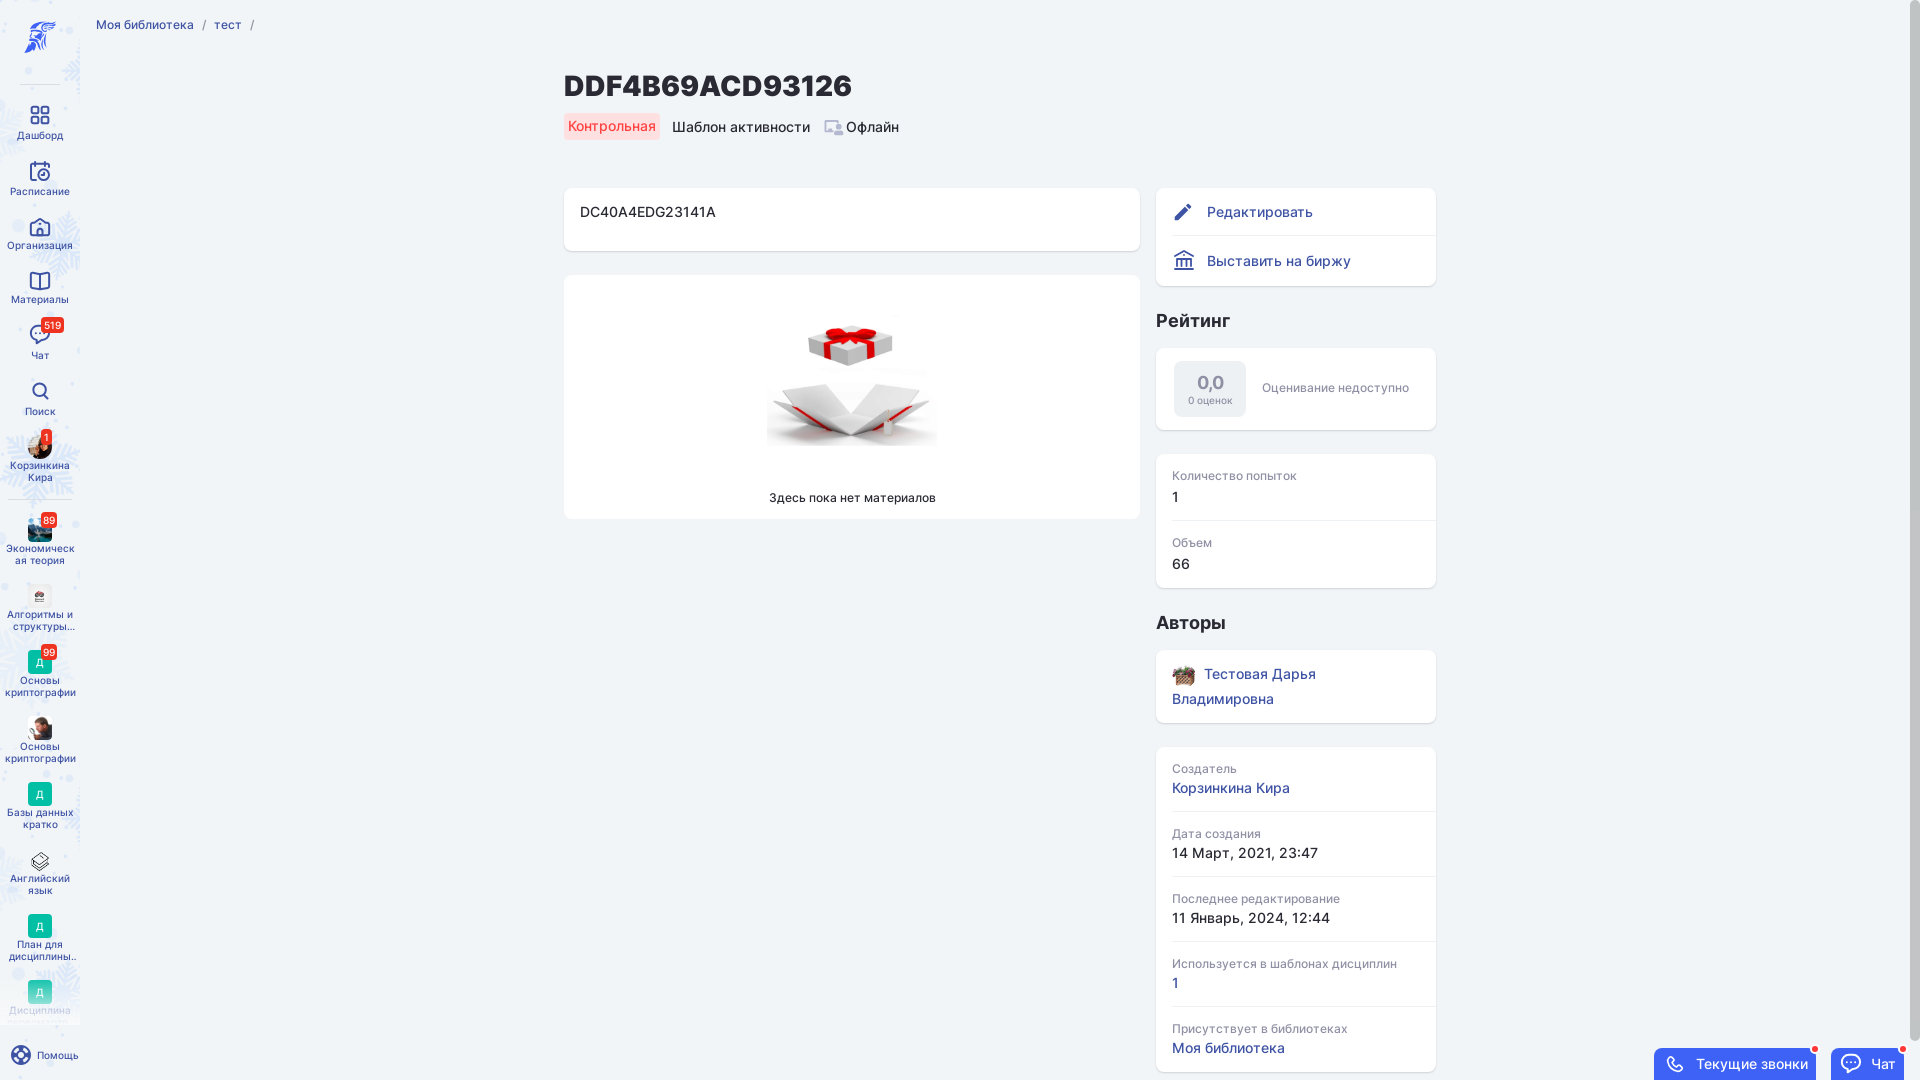 Моя библиотека / тест /
DDF4B69ACD93126
Контрольная Шаблон активности Офлайн
DC40A4EDG23141A
Здесь пока нет материалов
Редактировать
Выставить на биржу
Рейтинг
0,0
0 оценок
Оценивание недоступно
Количество попыток
1
Объем
66
Авторы
Тестовая Дарья
Владимировна
Создатель
Корзинкина Кира
Дата создания
14 Март, 2021, 23:47
Последнее редактирование
11 Январь, 2024, 12:44
Используется в шаблонах дисциплин
1
Присутствует в библиотеках
Моя библиотека
Дашборд
Расписание
Организация
Материалы
519
Чат
Поиск
1
Корзинкина
Кира
89
Экономическ
ая теория
Алгоритмы и
структуры...
99
Д
Основы
криптографии
Основы
криптографии
Д
Базы данных
кратко
Английский
язык
Д
План для
дисциплины..
Д
Дисциплина
Помощь
Текущие звонки
Чат